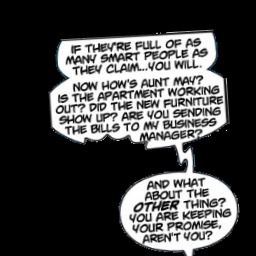 IF THEY'RE FULL OF AS
MANY SMART PEOPLE AS
THEY CLAIM...YOU WILL.
NOW HOW'S AUNT MAY?
IS THE APARTMENT WORKING
OUT? DID THE NEW FURNITURE
SHOW UP? ARE YOU SENDING
THE BILLS TO MY BUSINESS
MANAGER?
AND WHAT
ABOUT THE
OTHER THING?
YOU ARE KEEPING
YOUR PROMISE,
AREN'T YOU?